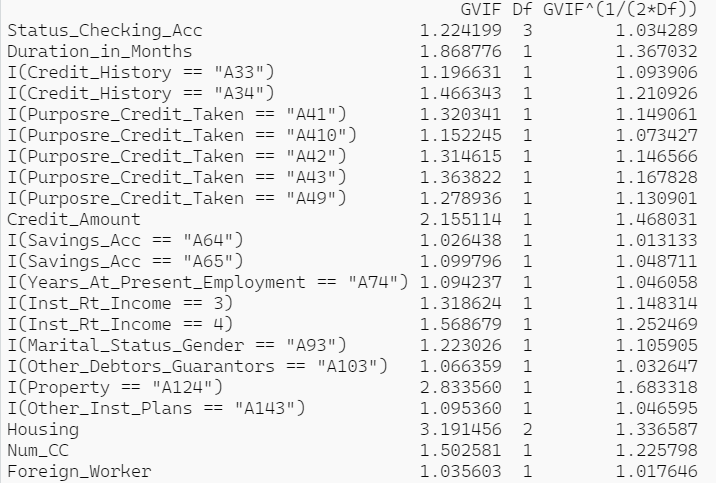 GVIF Df GVIF^(1/(2*Df))
Status_Checking_Acc 1.224199 3 1.034289
Duration_in_Months 1.868776 1 1.367032
I(Credit_History == "A33") 1.196631 1 1.093906
I(Credit_History == "A34") 1.466343 1 1.210926
I(Purposre_Credit_Taken == "A41") 1.320341 1 1.149061
I(Purposre_Credit_Taken == "A410") 1.152245 1 1.073427
I(Purposre_Credit_Taken == "A42") 1.314615 1 1.146566
I(Purposre_Credit_Taken == "A43") 1.363822 1 1.167828
I(Purposre_Credit_Taken == "A49") 1.278936 1 1.130901
Credit_Amount 2.155114 1 1.468031
I(Savings_Acc == "A64") 1.026438 1 1.013133
I(Savings_Acc == "A65") 1.099796 1 1.048711
I(Years_At_Present_Employment == "A74") 1.094237 1 1.046058
I(Inst_Rt_Income == 3) 1.318624 1 1.148314
I(Inst_Rt_Income == 4) 1.568679 1 1.252469
I(Marital_Status_Gender == "A93") 1.223026 1 1.105905
I(Other_Debtors_Guarantors == "A103") 1.066359 1 1.032647
I(Property == "A124") 2.833560 1 1.683318
I(Other_Inst_Plans == "A143") 1.095360 1 1.046595
Housing 3.191456 2 1.336587
Num_CC 1.502581 1 1.225798
Foreign_Worker 1.035603 1 1.017646